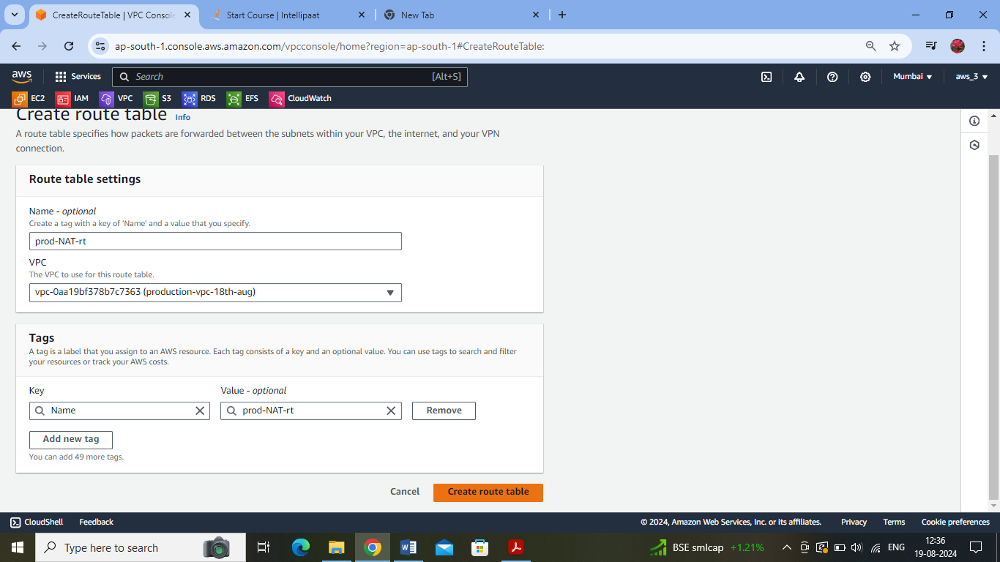 CreateRouteTable | VPC Console
Start Course | Intellipaat
New Tab
ap-south-1.console.aws.amazon.com/vpcconsole/home?region=ap-south-1#CreateRouteTable:
aws
Services
Search
[Alt+S]
Mumbai
aws_3
EC2
IAM
VPC
S3
RDS
EFS
CloudWatch
Create route table
Info
A route table specifies how packets are forwarded between the subnets within your VPC, the internet, and your VPN
connection.
Route table settings
Name - optional
Create a tag with a key of 'Name' and a value that you specify.
prod-NAT-rt
VPC
The VPC to use for this route table.
vpc-0aa19bf378b7c7363 (production-vpc-18th-aug)
Tags
A tag is a label that you assign to an AWS resource. Each tag consists of a key and an optional value. You can use tags to search and filter
your resources or track your AWS costs.
Key
Value - optional
Name
prod-NAT-rt
Remove
Add new tag
You can add 49 more tags.
Cancel
Create route table
CloudShell
Feedback
© 2024, Amazon Web Services, Inc. or its affiliates.
Privacy
Terms
Cookie preferences
Type here to search
BSE smlcap
+1.21%
ENG
12:36
19-08-2024